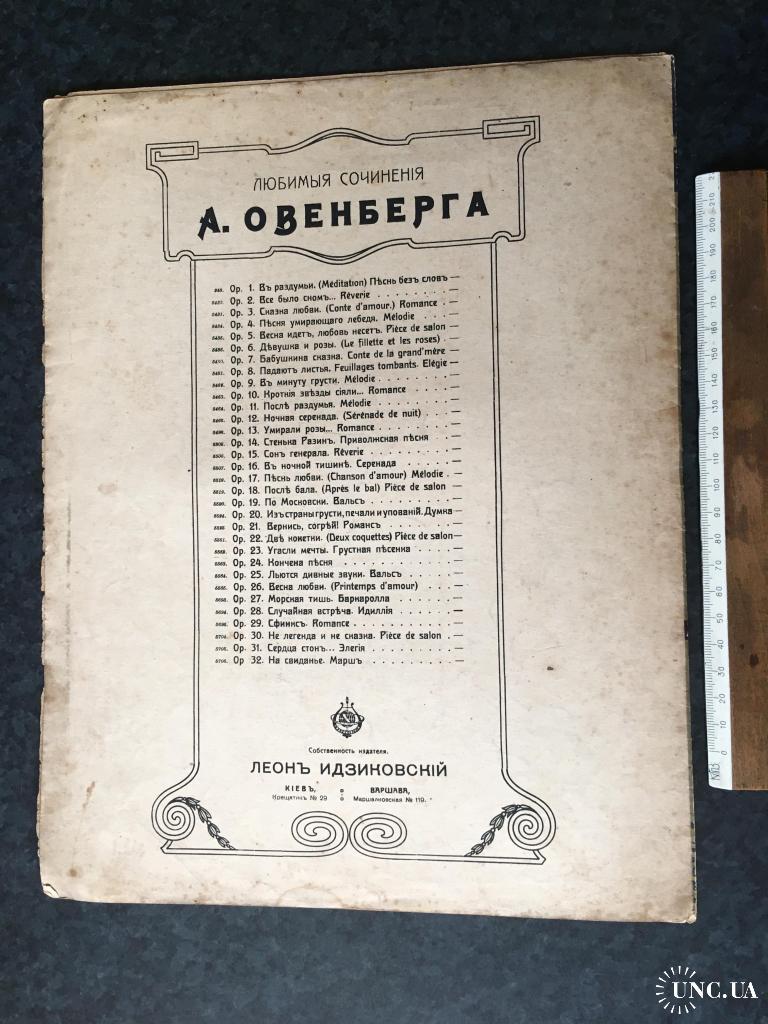 ЛЮБИМЫЯ СОЧИНЕНІЯ
А. ОВЕНБЕРГА
Op. 1. Въ раздумьи. (Méditation) Пѣснь безъ словъ —
Op. 2. Все было сномъ... Rêverie . . . . . . . . —
Op. 3. Сказка любви. (Conte d'amour.) Romance . —
Op. 4. Пѣсня умирающаго лебедя. Mélodie . . . . —
Op. 5. Весна идетъ, любовь несетъ. Pièce de salon —
Op. 6. Дѣвушка и розы. (Le fillette et les roses) . —
Op. 7. Бабушкина сказка. Conte de la grand'mère —
Op. 8. Падаютъ листья. Feuillages tombants. Elégie —
Op. 9. Въ минуту грусти. Mélodie . . . . . . . . —
Op. 10. Кроткія звѣзды сіяли... Romance . . . . —
Op. 11. Послѣ раздумья. Mélodie . . . . . . . . —
Op. 12. Ночная серенада. (Sérénade de nuit) . . . —
Op. 13. Умирали розы... Romance . . . . . . . . —
Op. 14. Стенька Разинъ. Приволжская пѣсня . . —
Op. 15. Сонъ генерала. Rêverie . . . . . . . . . —
Op. 16. Въ ночной тишинѣ. Серенада . . . . . . —
Op. 17. Пѣснь любви. (Chanson d'amour) Mélodie . —
Op. 18. Послѣ бала. (Après le bal) Pièce de salon —
Op. 19. По Московски. Вальсъ . . . . . . . . . —
Op. 20. Изъ страны грусти, печали и упованій. Думка —
Op. 21. Вернись, согрѣй! Романсъ . . . . . . . —
Op. 22. Двѣ кокетки. (Deux coquettes) Pièce de salon —
Op. 23. Угасли мечты. Грустная пѣсенка . . . . —
Op. 24. Кончена пѣсня . . . . . . . . . . . . —
Op. 25. Льются дивные звуки. Вальсъ . . . . . —
Op. 26. Весна любви. (Printemps d'amour) . . . . —
Op. 27. Морская тишь. Баркаролла . . . . . . . —
Op. 28. Случайная встрѣча. Идиллія . . . . . . —
Op. 29. Сфинксъ. Romance . . . . . . . . . . . —
Op. 30. Не легенда и не сказка. Pièce de salon . —
Op. 31. Сердца стонъ... Элегія . . . . . . . . . —
Op 32. На свиданье. Маршъ . . . . . . . . . —
Собственность издателя.
ЛЕОНЪ ИДЗИКОВСКІЙ
КІЕВЪ, ВАРШАВА,
Крещатикъ № 29 Маршалковская № 119.
UNC.UA